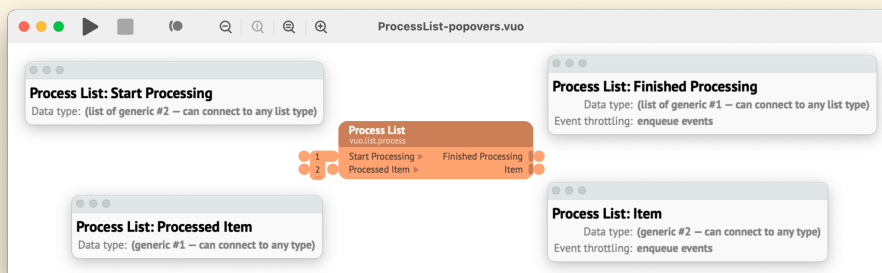 ProcessList-popovers.vuo
Process List: Start Processing
Data type: (list of generic #2 — can connect to any list type)
Process List: Finished Processing
Data type: (list of generic #1 — can connect to any list type)
Event throttling: enqueue events
Process List
vuo.list.process
1 Start Processing ▸ Finished Processing
2 Processed Item ▸ Item
Process List: Processed Item
Data type: (generic #1 — can connect to any type)
Process List: Item
Data type: (generic #2 — can connect to any type)
Event throttling: enqueue events